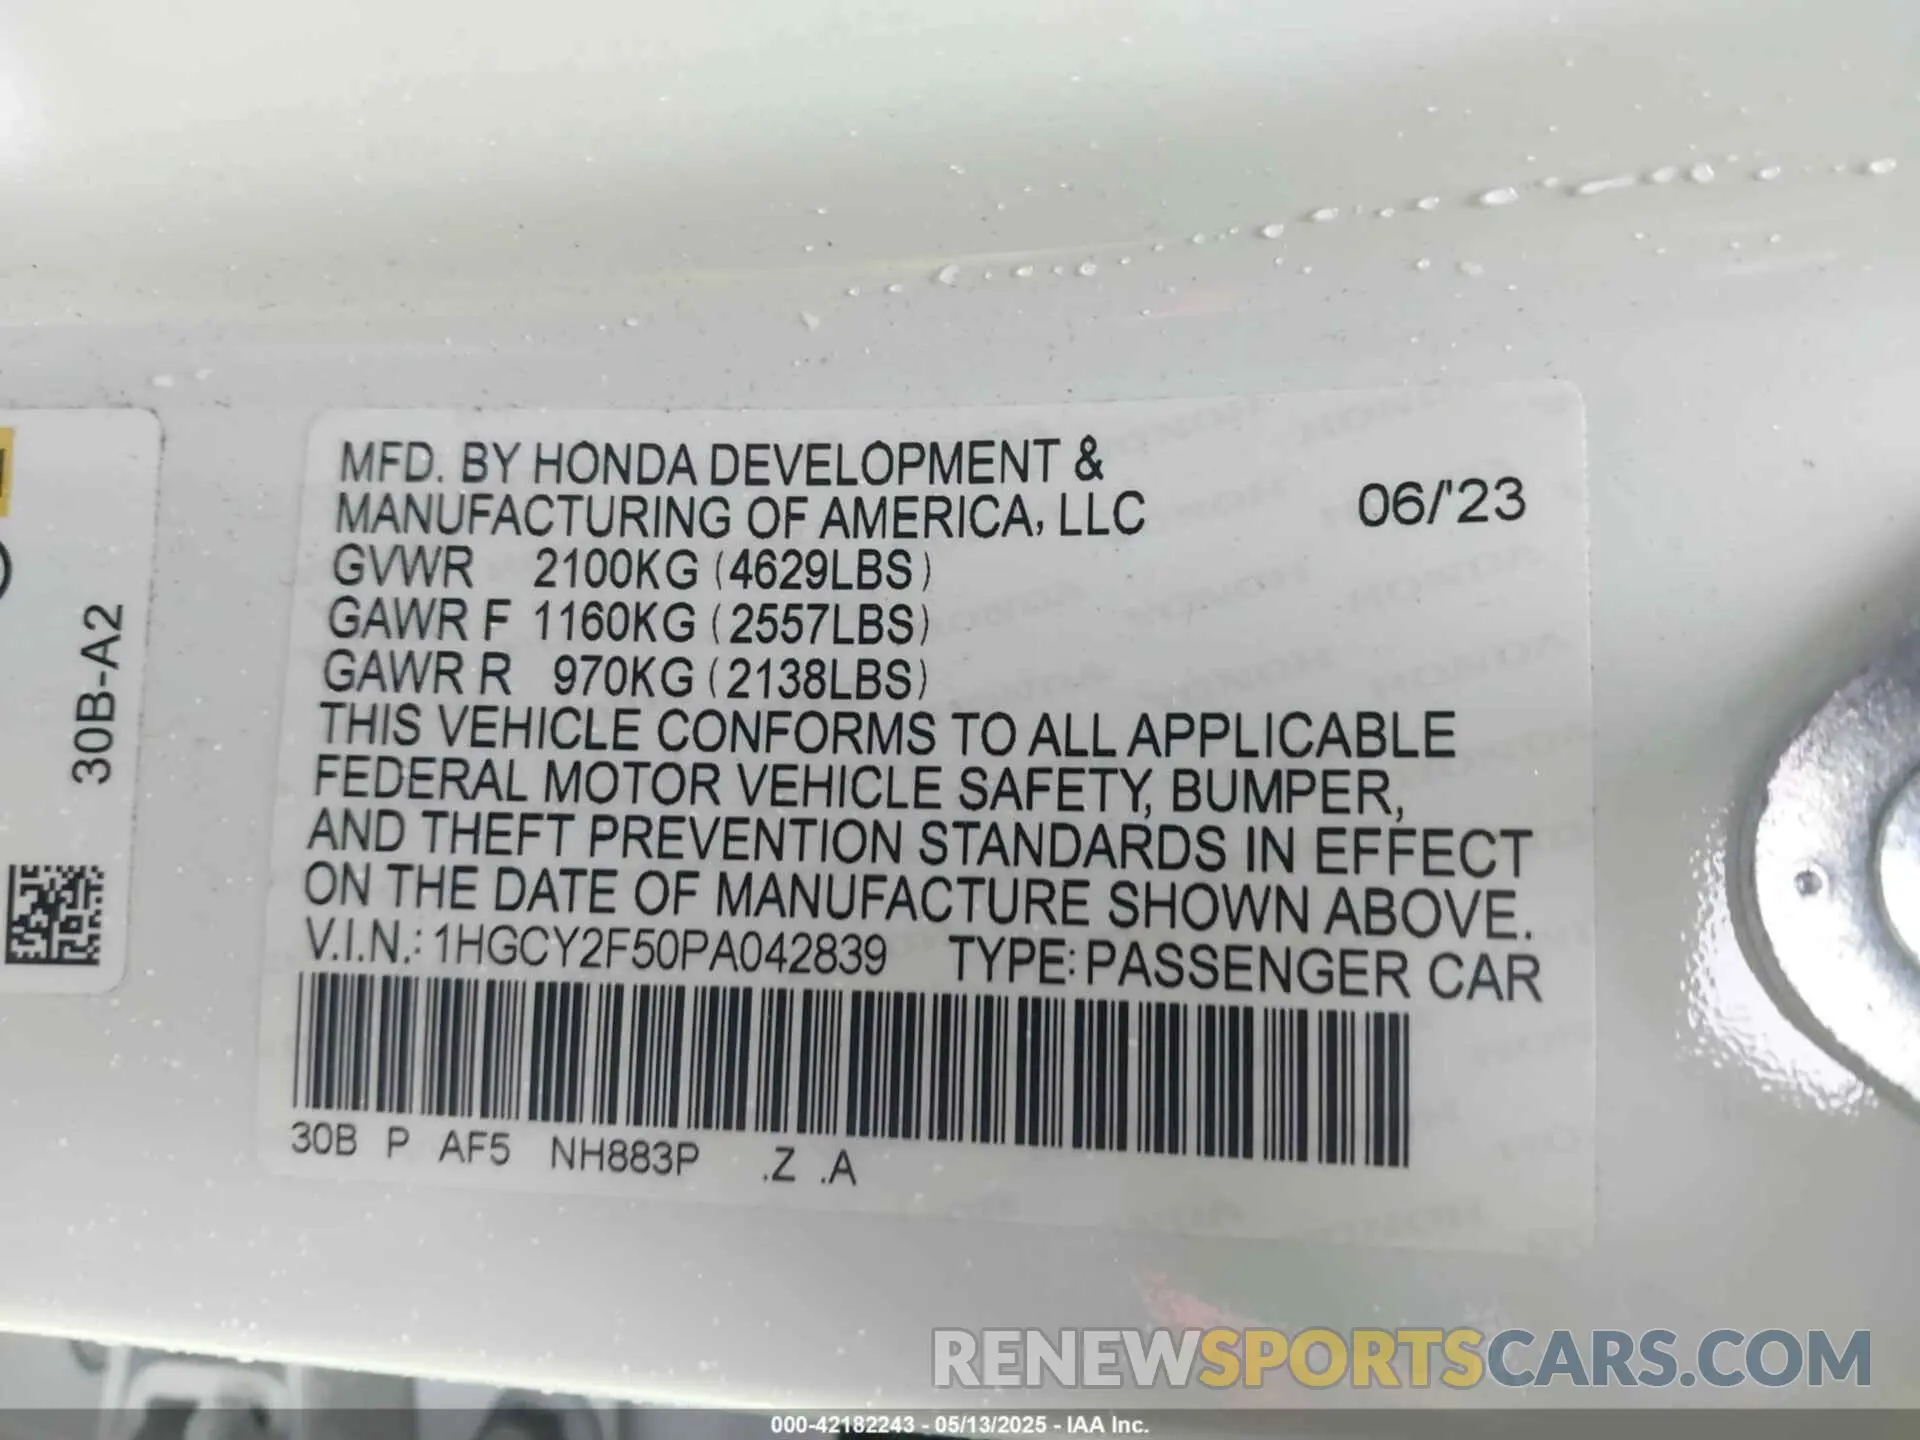 MFD. BY HONDA DEVELOPMENT &
MANUFACTURING OF AMERICA, LLC 06/'23
GVWR 2100KG (4629LBS)
GAWR F 1160KG (2557LBS)
GAWR R 970KG (2138LBS)
THIS VEHICLE CONFORMS TO ALL APPLICABLE
FEDERAL MOTOR VEHICLE SAFETY, BUMPER,
AND THEFT PREVENTION STANDARDS IN EFFECT
ON THE DATE OF MANUFACTURE SHOWN ABOVE.
V.I.N.: 1HGCY2F50PA042839 TYPE: PASSENGER CAR
30B P AF5 NH883P .Z .A
30B-A2
RENEWSPORTSCARS.COM
000-42182243 - 05/13/2025 - IAA Inc.